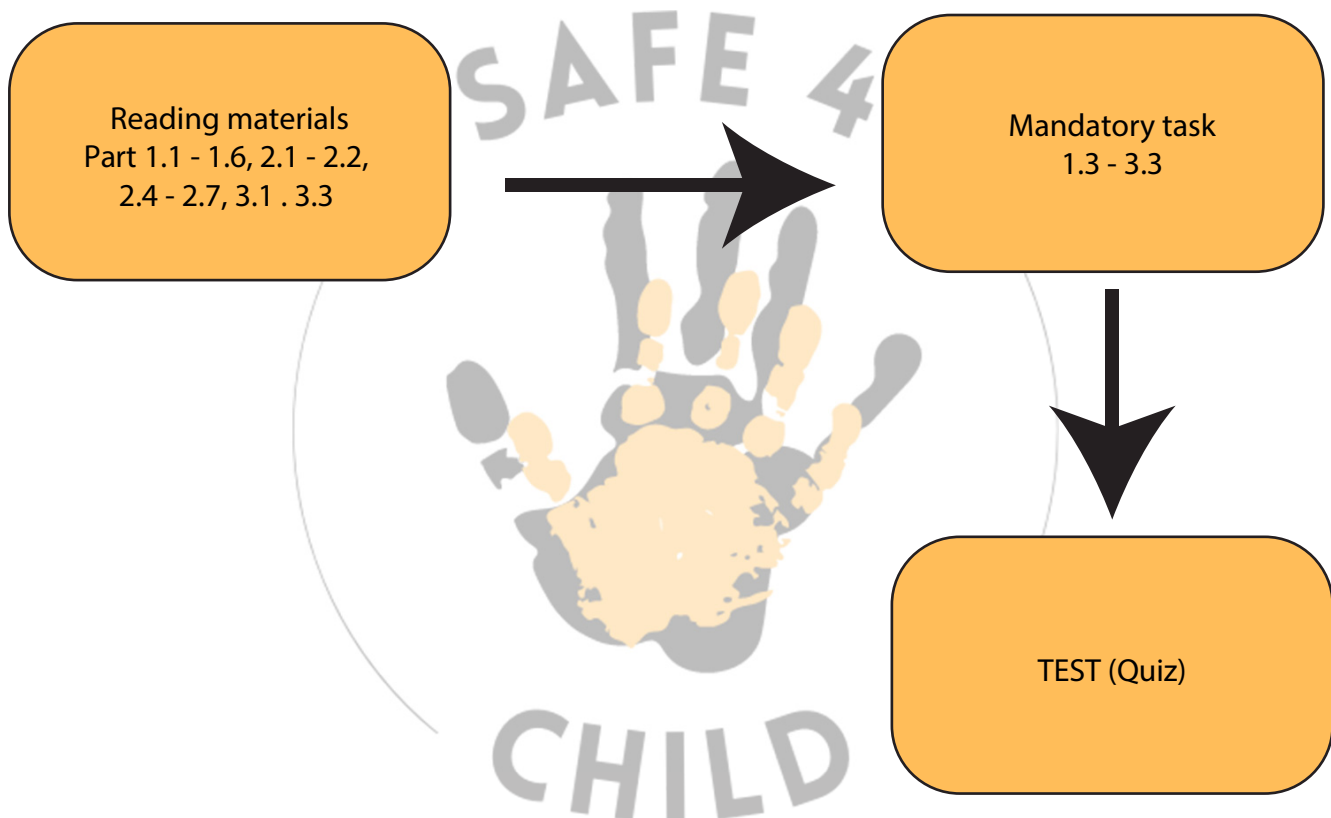 SAFE 4
Reading materials
Part 1.1 - 1.6, 2.1 - 2.2,
2.4 - 2.7, 3.1 . 3.3
Mandatory task
1.3 - 3.3
TEST (Quiz)
CHILD